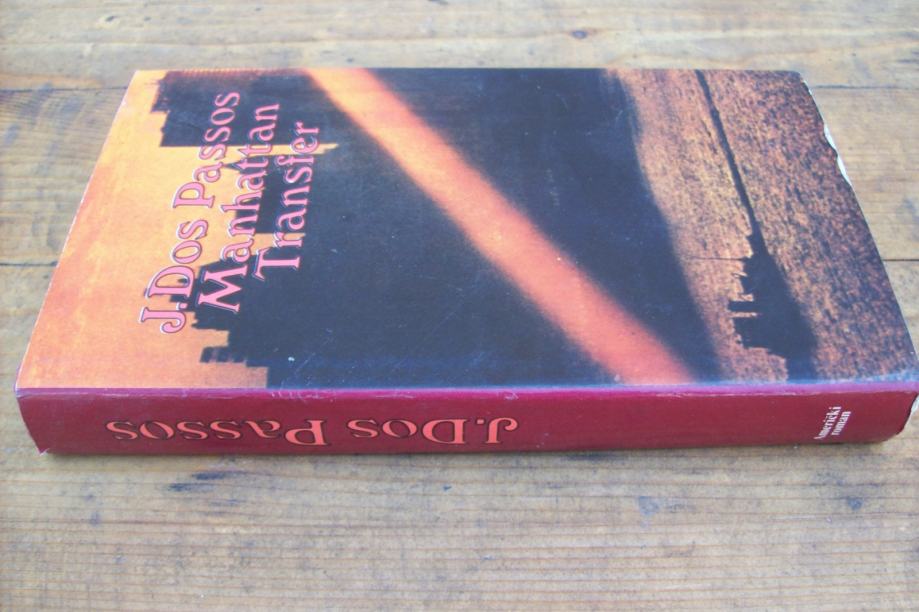 J. Dos Passos
Manhattan
Transfer
J. Dos Passos
Američki
roman